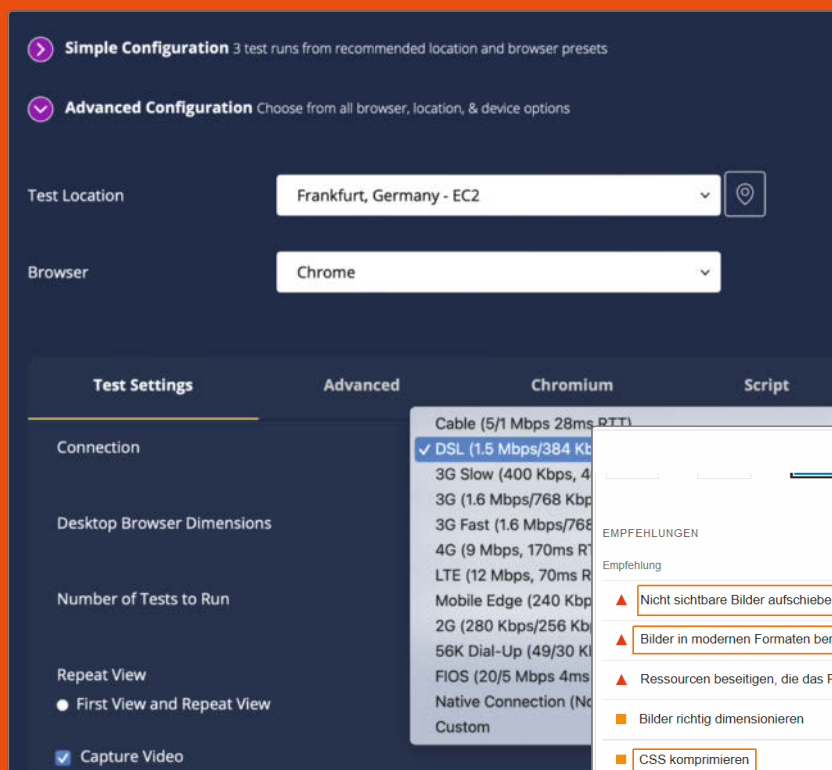 Simple Configuration 3 test runs from recommended location and browser presets
Advanced Configuration Choose from all browser, location, & device options
Test Location
Frankfurt, Germany - EC2
Browser
Chrome
Test Settings
Advanced
Chromium
Script
Connection
Desktop Browser Dimensions
Number of Tests to Run
Repeat View
First View and Repeat View
Capture Video
Cable (5/1 Mbps 28ms RTT)
✓ DSL (1.5 Mbps/384
3G Slow (400 Kbps,
3G (1.6 Mbps/768
3G Fast (1.6 Mbps/768
4G (9 Mbps, 170ms
LTE (12 Mbps, 70ms
Mobile Edge (240
2G (280 Kbps/256
56K Dial-Up (49/30
FIOS (20/5 Mbps 4ms
Native Connection
Custom
EMPFEHLUNGEN
Empfehlung
Nicht sichtbare Bilder
Bilder in modernen Formaten
Ressourcen beseitigen, die das
Bilder richtig dimensionieren
CSS komprimieren